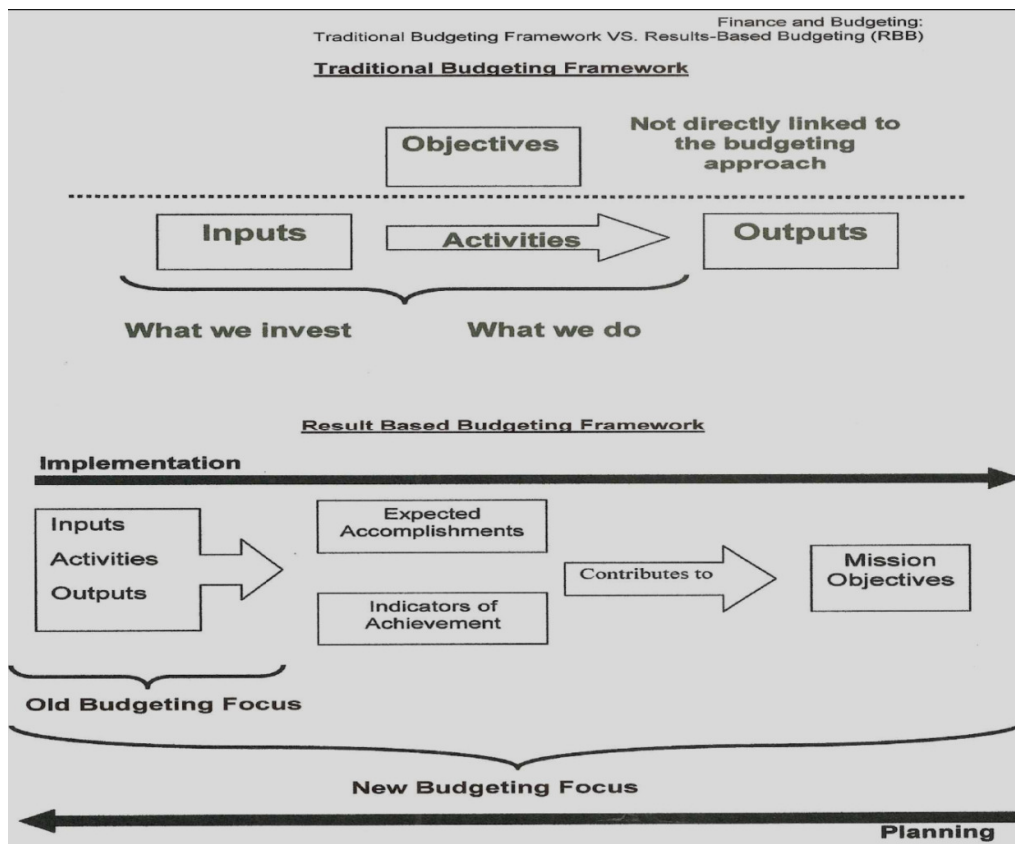 Finance and Budgeting:
Traditional Budgeting Framework VS. Results-Based Budgeting (RBB)
Traditional Budgeting Framework
Objectives
Not directly linked to
the budgeting
approach
Inputs
Activities
Outputs
What we invest
What we do
Result Based Budgeting Framework
Implementation
Inputs
Activities
Outputs
Expected
Accomplishments
Indicators of
Achievement
Contributes to
Mission
Objectives
Old Budgeting Focus
New Budgeting Focus
Planning